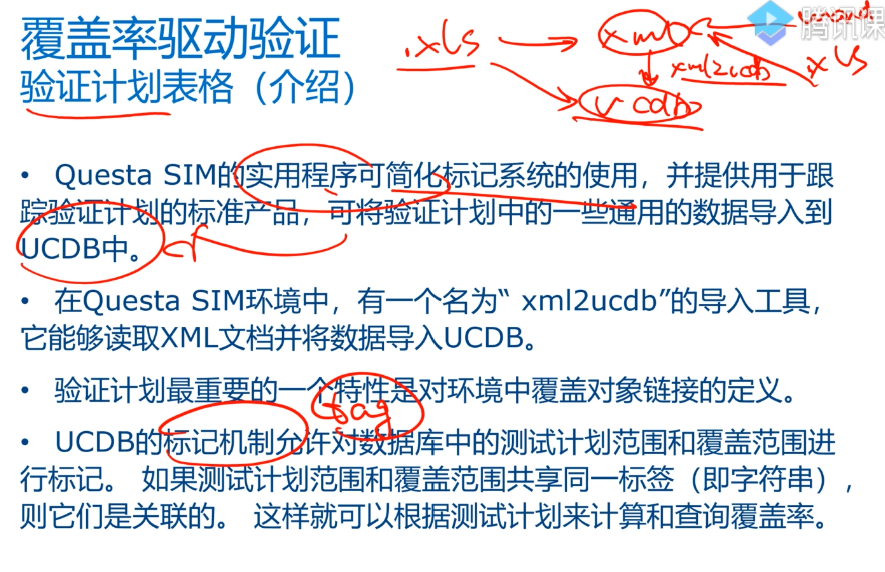 覆盖率驱动验证
验证计划表格（介绍）
.xls
xml
xml2ucdb
.xls
ucdb
腾讯课
• Questa SIM的实用程序可简化标记系统的使用，并提供用于跟
踪验证计划的标准产品，可将验证计划中的一些通用的数据导入到
UCDB中。
• 在Questa SIM环境中，有一个名为“ xml2ucdb”的导入工具，
它能够读取XML文档并将数据导入UCDB。
• 验证计划最重要的一个特性是对环境中覆盖对象链接的定义。
tag
• UCDB的标记机制允许对数据库中的测试计划范围和覆盖范围进
行标记。 如果测试计划范围和覆盖范围共享同一标签（即字符串），
则它们是关联的。 这样就可以根据测试计划来计算和查询覆盖率。